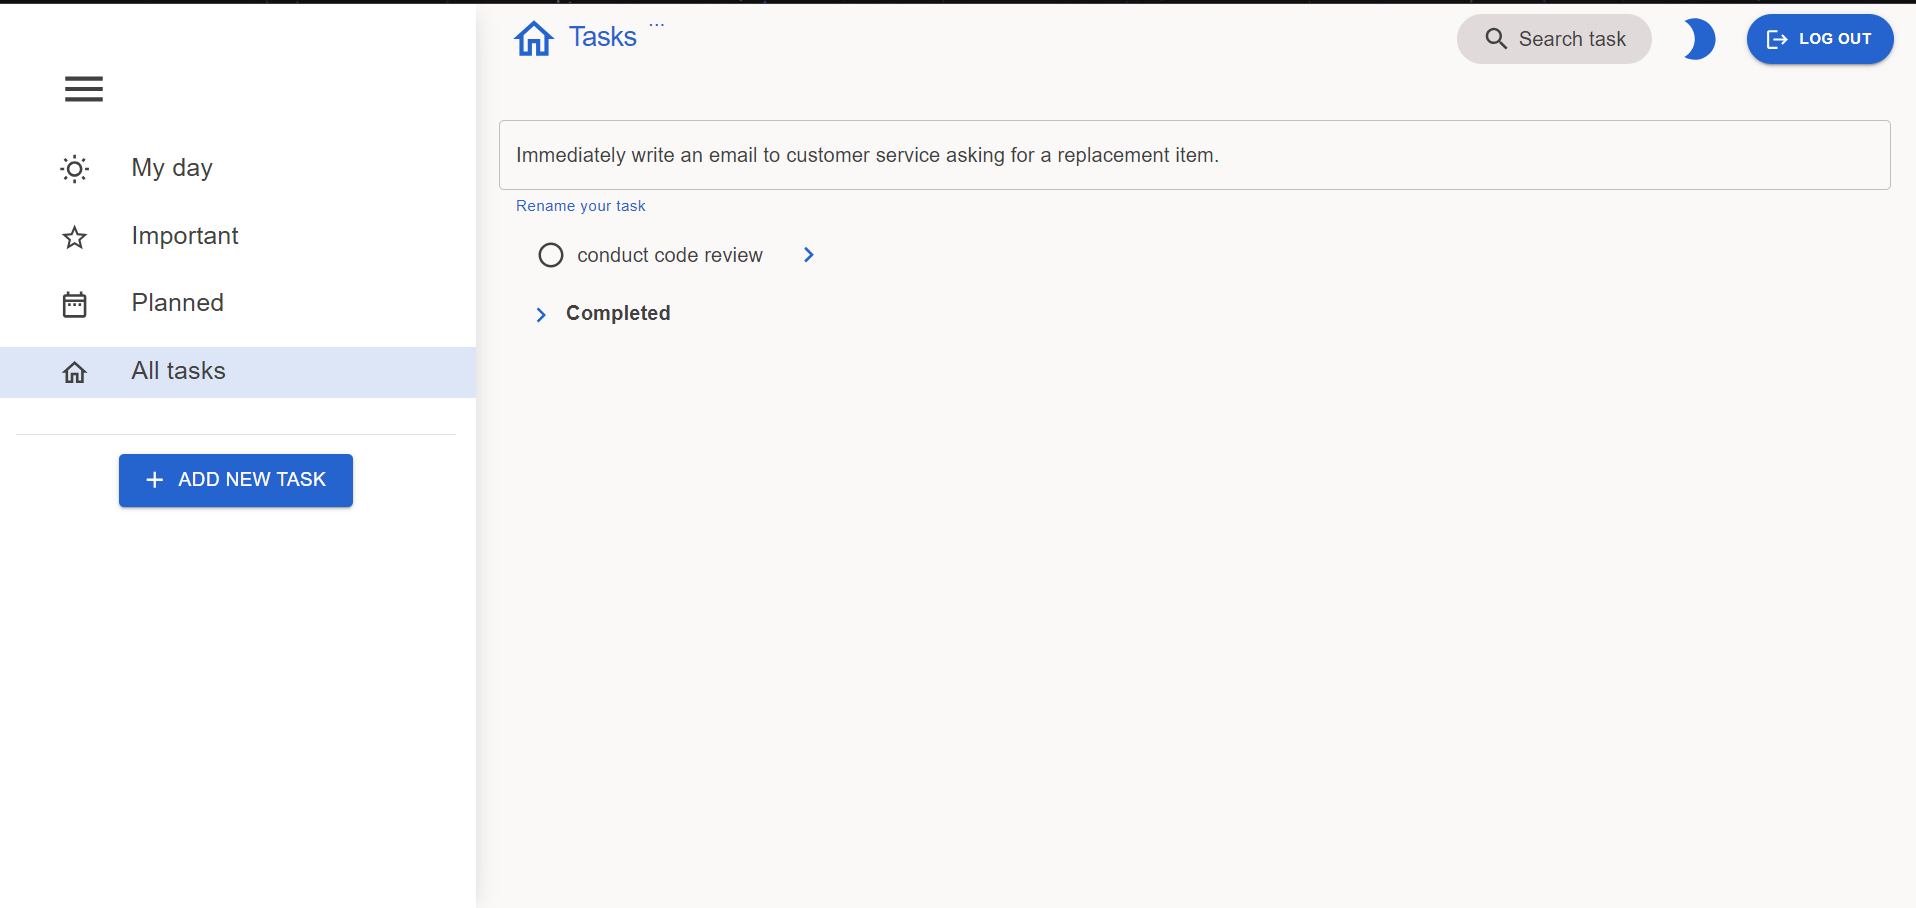 Tasks ...
Search task
LOG OUT
My day
Important
Planned
All tasks
ADD NEW TASK
Immediately write an email to customer service asking for a replacement item.
Rename your task
conduct code review
Completed